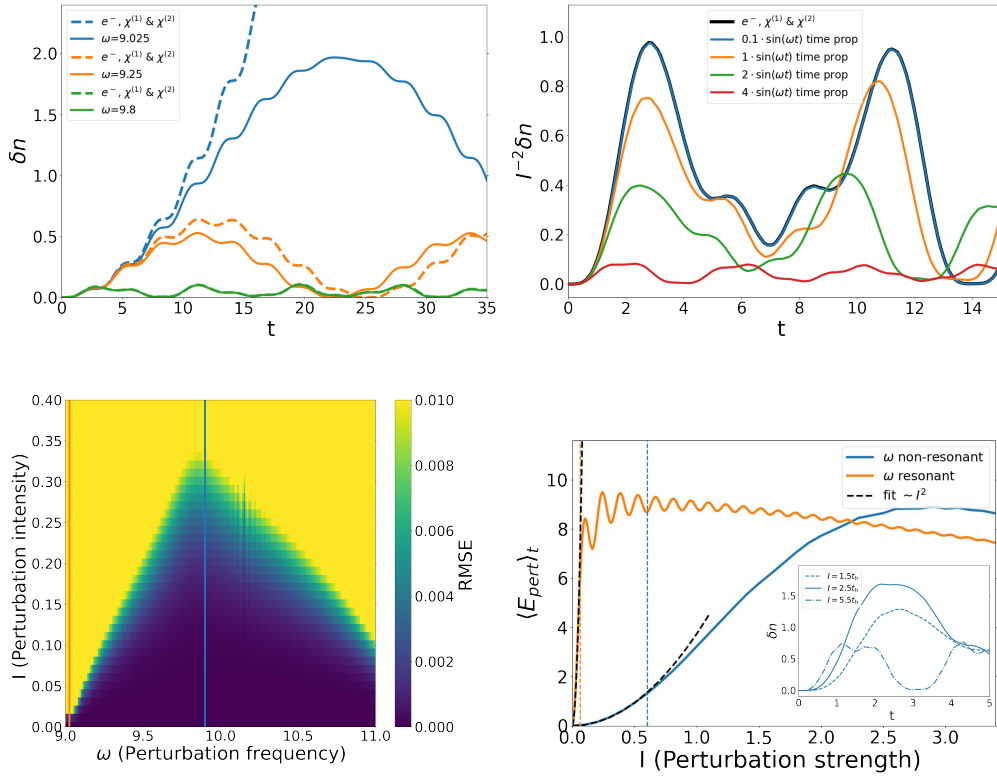 e⁻, χ⁽¹⁾ & χ⁽²⁾
ω=9.025
e⁻, χ⁽¹⁾ & χ⁽²⁾
ω=9.25
e⁻, χ⁽¹⁾ & χ⁽²⁾
ω=9.8
2.0
1.5
1.0
0.5
0.0
δn
0 5 10 15 20 25 30 35
t
e⁻, χ⁽¹⁾ & χ⁽²⁾
0.1·sin(ωt) time prop
1·sin(ωt) time prop
2·sin(ωt) time prop
4·sin(ωt) time prop
1.0
0.8
0.6
0.4
0.2
0.0
I⁻²δn
0 2 4 6 8 10 12 14
t
0.40
0.35
0.30
0.25
0.20
0.15
0.10
0.05
0.00
I (Perturbation intensity)
9.0 9.5 10.0 10.5 11.0
ω (Perturbation frequency)
0.010
0.008
0.006
0.004
0.002
0.000
RMSE
ω non-resonant
ω resonant
fit ~ I²
10
8
6
4
2
0
⟨E_pert⟩_t
0.0 0.5 1.0 1.5 2.0 2.5 3.0
I (Perturbation strength)
I = 1.5tₕ
I = 2.5tₕ
I = 5.5tₕ
1.5
1.0
0.5
0.0
δn
0 1 2 3 4 5
t